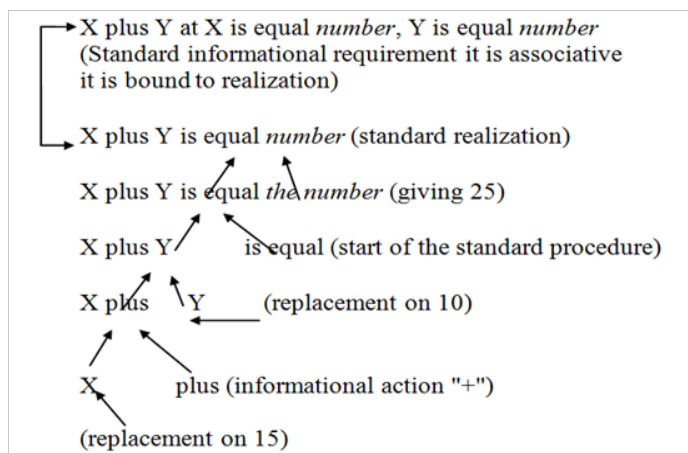 X plus Y at X is equal number, Y is equal number
(Standard informational requirement it is associative
it is bound to realization)
X plus Y is equal number (standard realization)
X plus Y is equal the number (giving 25)
X plus Y is equal (start of the standard procedure)
X plus Y (replacement on 10)
X plus (informational action "+")
(replacement on 15)